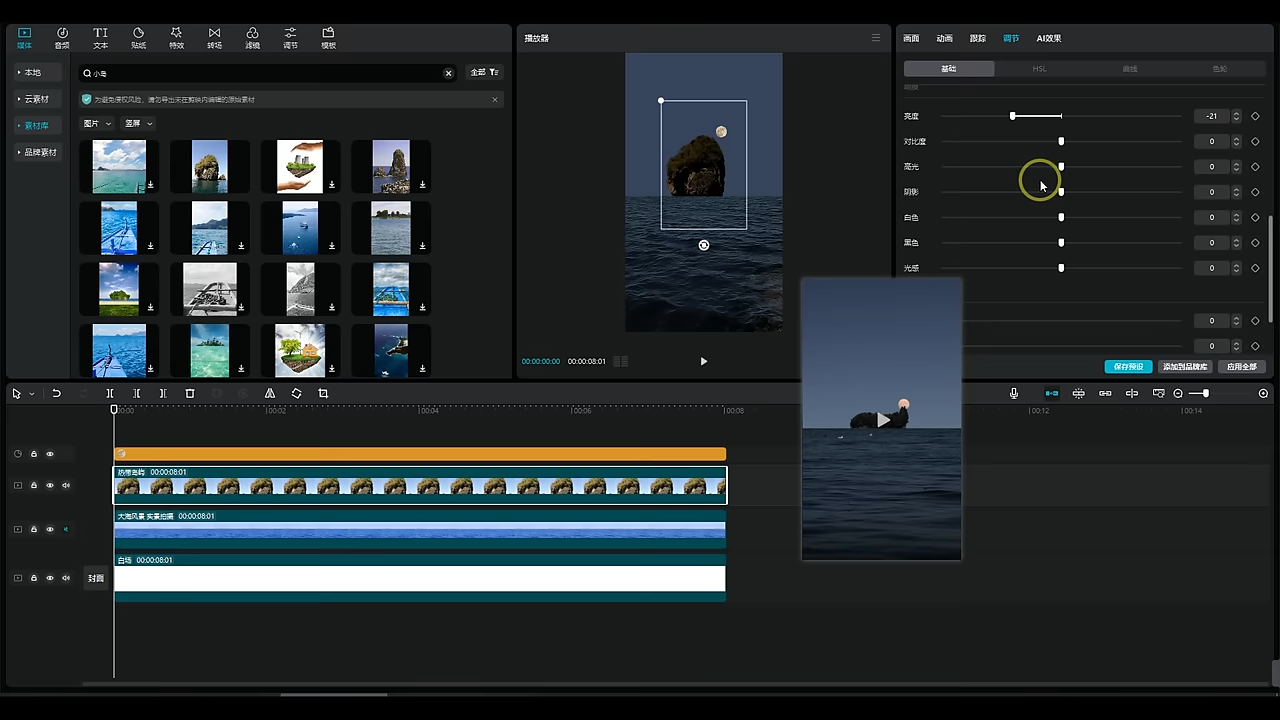 媒体 音频 文本 贴纸 特效 转场 滤镜 调节 模板
播放器
画面 动画 跟踪 调节 AI效果
本地
小岛
全部
基础 HSL 曲线 色轮
云素材
为避免侵权风险，请勿导出未在剪映内编辑的原始素材
素材库
图片 竖屏
品牌素材
亮度 -21
对比度 0
高光 0
阴影 0
白色 0
黑色 0
光感 0
0
0
00:00:00:00 00:00:08:01
保存预设 添加到品牌库 应用全部
00:00 00:02 00:04 00:06 00:08 00:12 00:14
热带岛屿 00:00:08:01
大海风景 实景拍摄 00:00:08:01
白场 00:00:08:01
封面